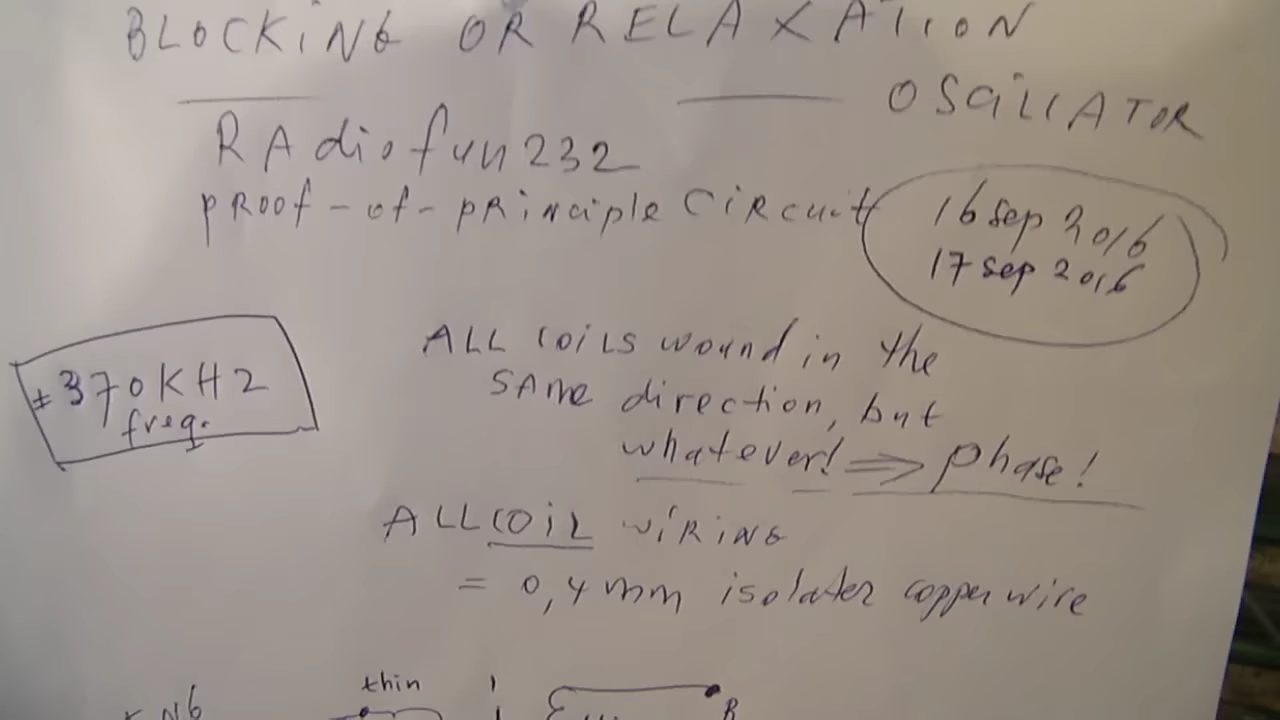 BLOCKING OR RELAXATION
OSCILLATOR
RAdiofun232
PROOF-of-PRINCIPLE CIRCUIT
16 Sep 2016
17 Sep 2016
± 370KHZ
freq.
ALL COILS wound in the
SAME direction, but
whatever! ⇒ phase!
ALL COIL WIRING
= 0,4 mm isolater copper wire
thin
R